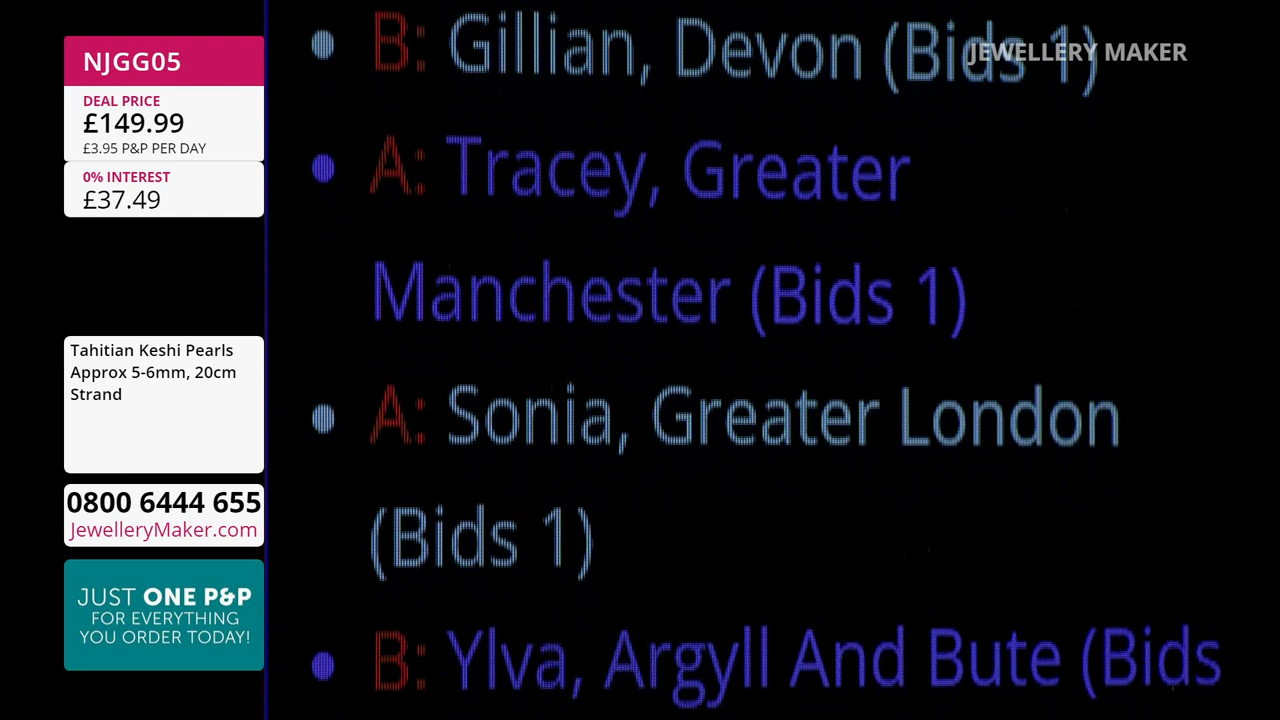 NJGG05
DEAL PRICE
£149.99
£3.95 P&P PER DAY
0% INTEREST
£37.49
Tahitian Keshi Pearls
Approx 5-6mm, 20cm
Strand
0800 6444 655
JewelleryMaker.com
JUST ONE P&P
FOR EVERYTHING
YOU ORDER TODAY!
JEWELLERY MAKER
• B: Gillian, Devon (Bids 1)
• A: Tracey, Greater
Manchester (Bids 1)
• A: Sonia, Greater London
(Bids 1)
• B: Ylva, Argyll And Bute (Bids